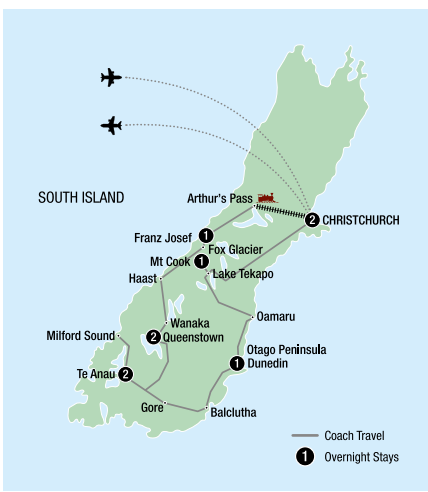 SOUTH ISLAND
Arthur's Pass
2 CHRISTCHURCH
Franz Josef 1
Fox Glacier
Mt Cook 1
Lake Tekapo
Haast
Oamaru
Wanaka
Milford Sound
2 Queenstown
Otago Peninsula
1 Dunedin
Te Anau 2
Gore
Balclutha
Coach Travel
1 Overnight Stays